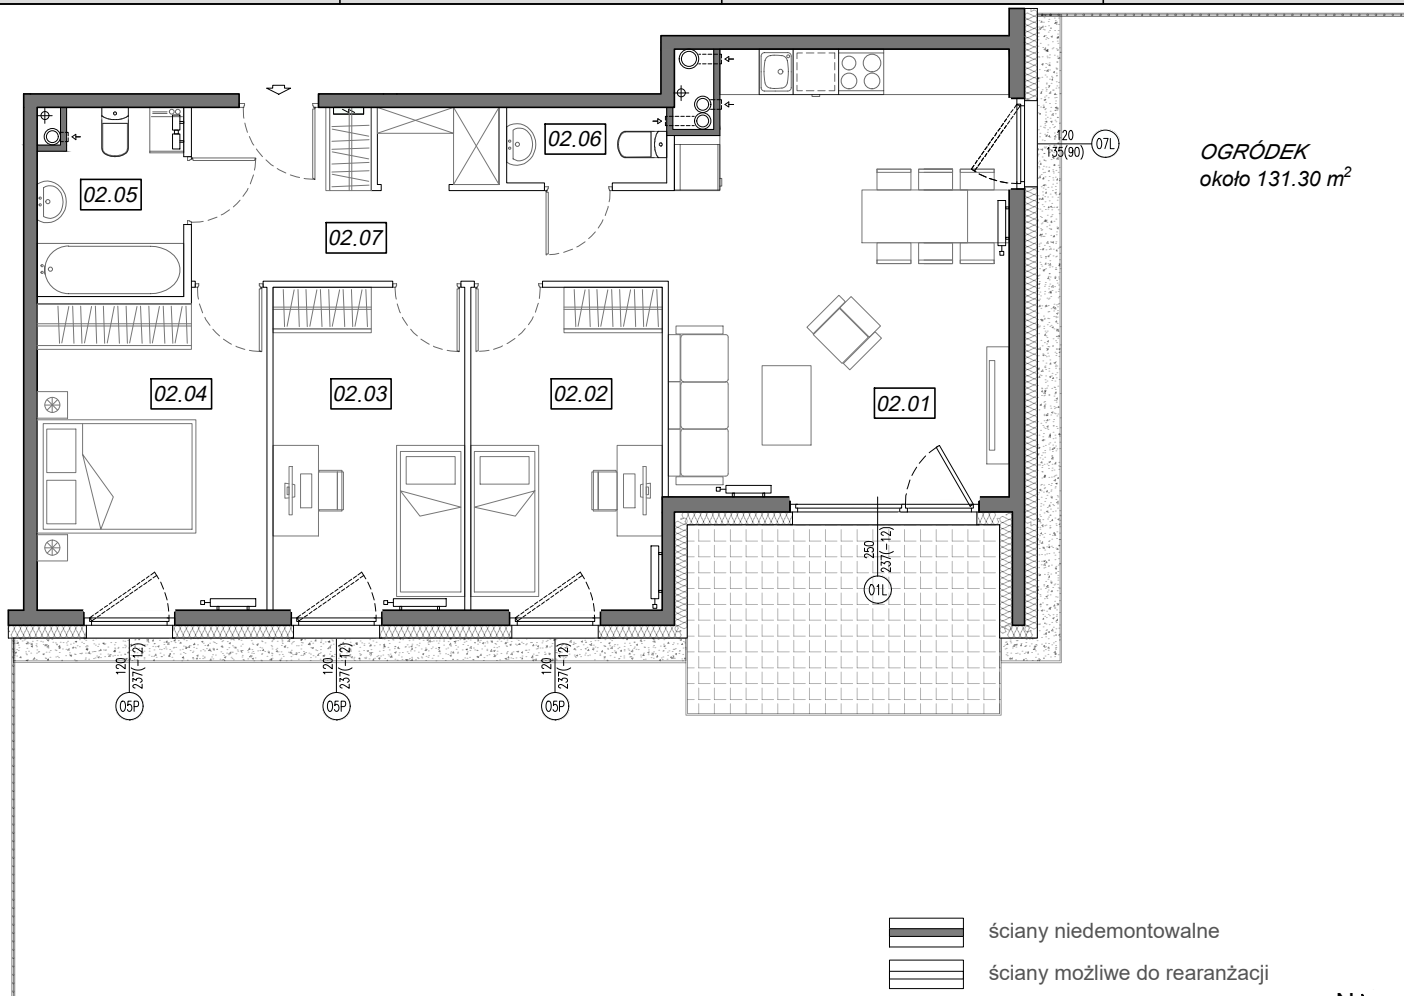 02.06
120
135(90)
07L
OGRÓDEK
około 131.30 m²
02.05
02.07
02.04
02.03
02.02
02.01
250
237(-12)
01L
120
237(-12)
05P
120
237(-12)
05P
120
237(-12)
05P
ściany niedemontowalne
ściany możliwe do rearanżacji